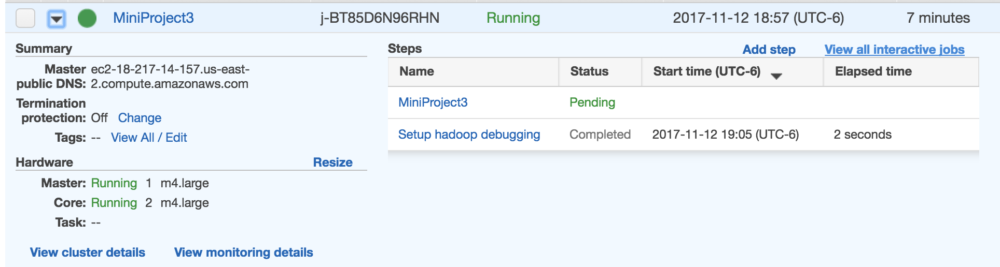 MiniProject3 j-BT85D6N96RHN Running 2017-11-12 18:57 (UTC-6) 7 minutes
Summary
Master public DNS: ec2-18-217-14-157.us-east-
2.compute.amazonaws.com
Termination
protection: Off Change
Tags: -- View All / Edit
Hardware Resize
Master: Running 1 m4.large
Core: Running 2 m4.large
Task: --
View cluster details View monitoring details
Steps Add step View all interactive jobs
Name Status Start time (UTC-6) Elapsed time
MiniProject3 Pending
Setup hadoop debugging Completed 2017-11-12 19:05 (UTC-6) 2 seconds